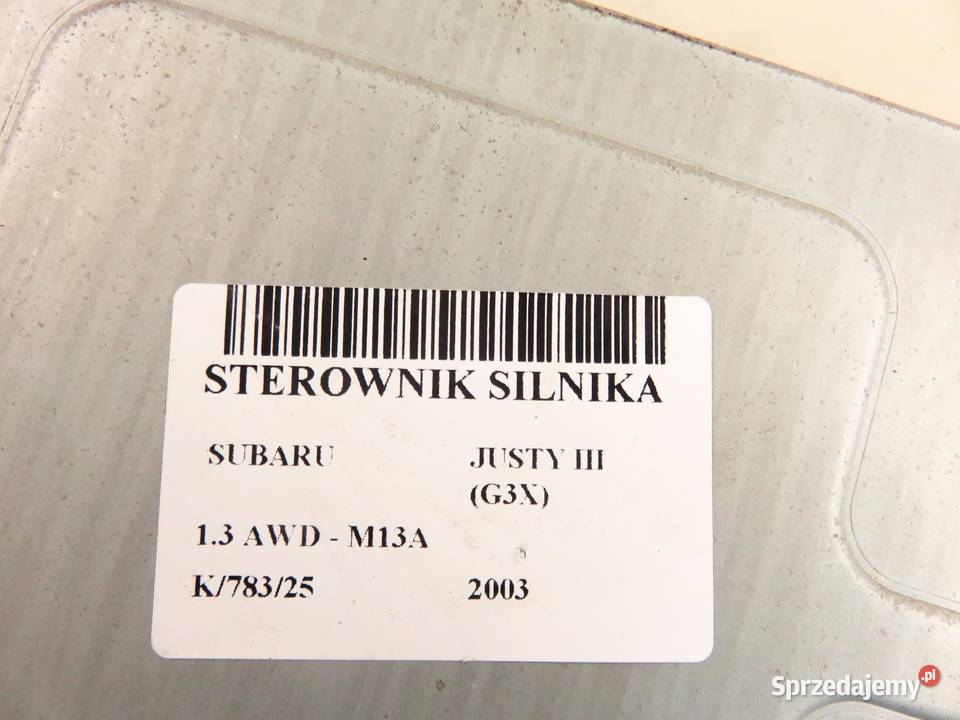 STEROWNIK SILNIKA
SUBARU JUSTY III
(G3X)
1.3 AWD - M13A
K/783/25 2003
Sprzedajemy.pl